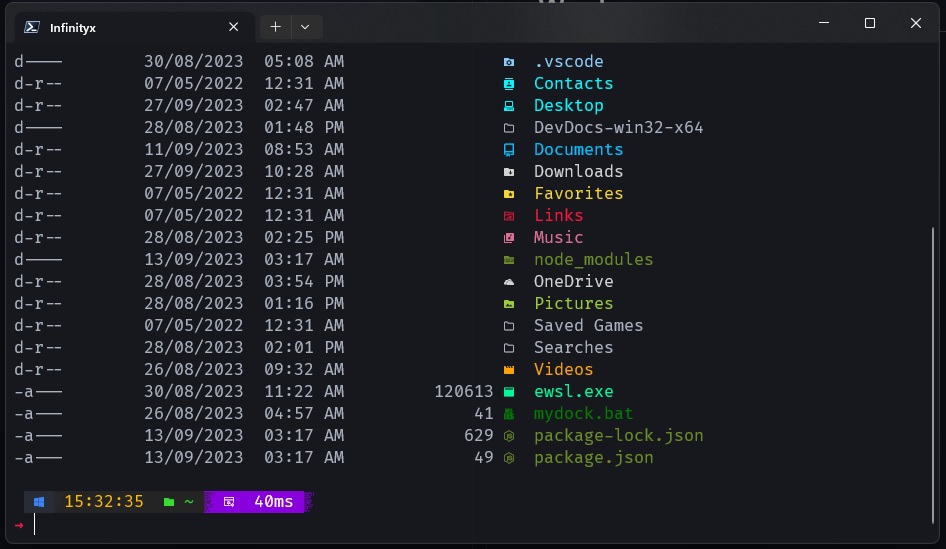 Infinityx
d---- 30/08/2023 05:08 AM .vscode
d-r-- 07/05/2022 12:31 AM Contacts
d-r-- 27/09/2023 02:47 AM Desktop
d---- 28/08/2023 01:48 PM DevDocs-win32-x64
d-r-- 11/09/2023 08:53 AM Documents
d-r-- 27/09/2023 10:28 AM Downloads
d-r-- 07/05/2022 12:31 AM Favorites
d-r-- 07/05/2022 12:31 AM Links
d-r-- 28/08/2023 02:25 PM Music
d---- 13/09/2023 03:17 AM node_modules
d-r-- 28/08/2023 03:54 PM OneDrive
d-r-- 28/08/2023 01:16 PM Pictures
d-r-- 07/05/2022 12:31 AM Saved Games
d-r-- 28/08/2023 02:01 PM Searches
d-r-- 26/08/2023 09:32 AM Videos
-a--- 30/08/2023 11:22 AM 120613 ewsl.exe
-a--- 26/08/2023 04:57 AM 41 mydock.bat
-a--- 13/09/2023 03:17 AM 629 package-lock.json
-a--- 13/09/2023 03:17 AM 49 package.json
15:32:35 ~ 40ms
→